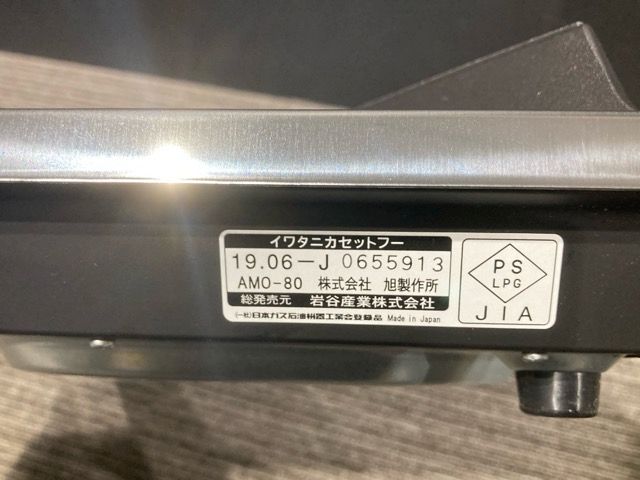 イワタニカセットフー
19.06-J 0655913
AMO-80 株式会社 旭製作所
総発売元 岩谷産業株式会社
(一社)日本ガス石油機器工業会登録品 Made in Japan
PS
LPG
JIA